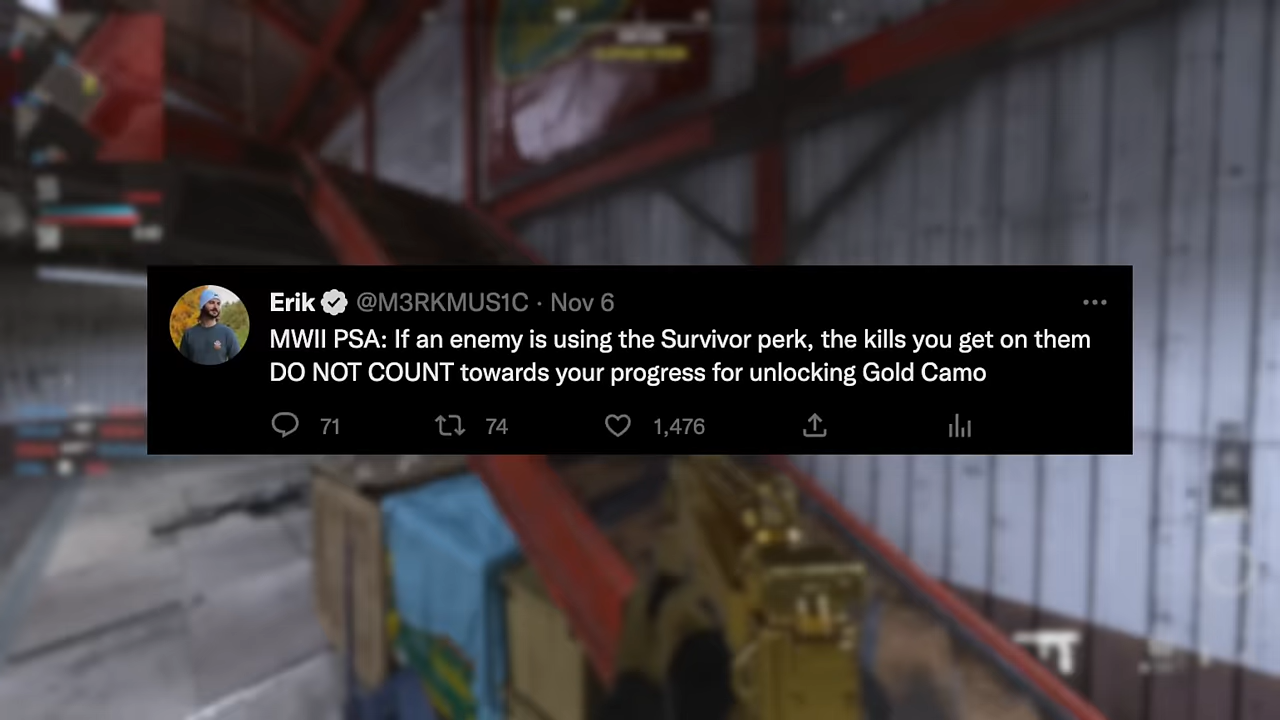 Erik @M3RKMUS1C · Nov 6
MWII PSA: If an enemy is using the Survivor perk, the kills you get on them
DO NOT COUNT towards your progress for unlocking Gold Camo
71 74 1,476